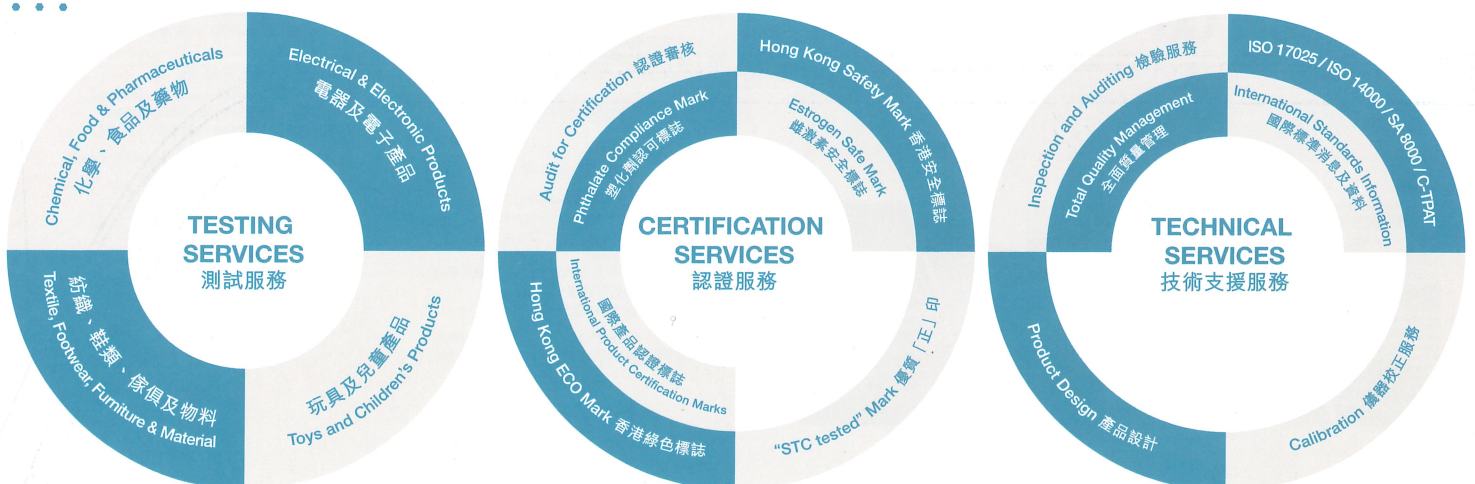 Chemical, Food & Pharmaceuticals
化學、食品及藥物
Electrical & Electronic Products
電器及電子產品
TESTING
SERVICES
測試服務
紡織、鞋類、傢俱及物料
Textile, Footwear, Furniture & Material
玩具及兒童產品
Toys and Children's Products
Audit for Certification 認證審核
Hong Kong Safety Mark 香港安全標誌
Phthalate Compliance Mark
塑化劑認可標誌
Estrogen Safe Mark
雌激素安全標誌
CERTIFICATION
SERVICES
認證服務
國際產品認證標誌
International Product Certification Marks
Hong Kong ECO Mark 香港綠色標誌
“STC tested” Mark 優質「正」印
Inspection and Auditing 檢驗服務
ISO 17025 / ISO 14000 / SA 8000 / C-TPAT
Total Quality Management
全面質量管理
International Standards Information
國際標準消息及資料
TECHNICAL
SERVICES
技術支援服務
Product Design 產品設計
Calibration 儀器校正服務